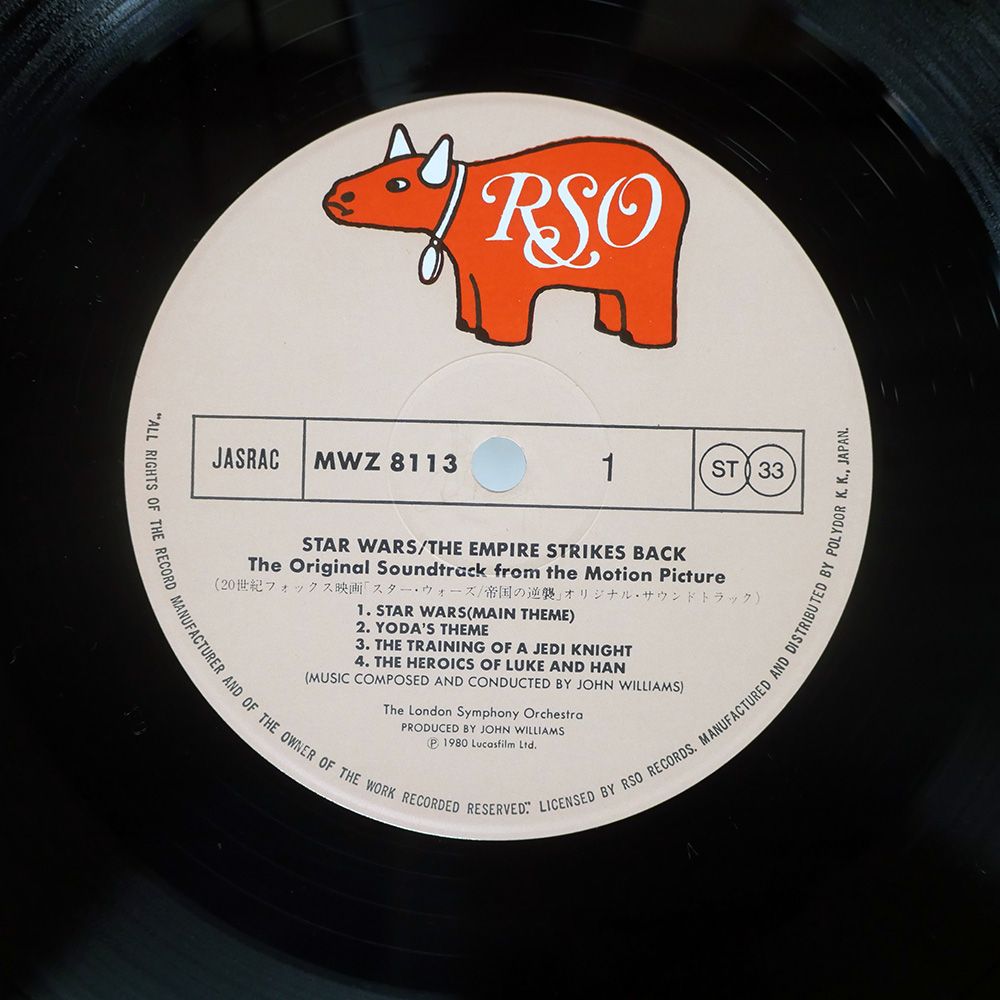 RSO
JASRAC
MWZ 8113
1
ST 33
STAR WARS/THE EMPIRE STRIKES BACK
The Original Soundtrack from the Motion Picture
(20世紀フォックス映画「スター・ウォーズ/帝国の逆襲」オリジナル・サウンドトラック)
1. STAR WARS(MAIN THEME)
2. YODA'S THEME
3. THE TRAINING OF A JEDI KNIGHT
4. THE HEROICS OF LUKE AND HAN
(MUSIC COMPOSED AND CONDUCTED BY JOHN WILLIAMS)
The London Symphony Orchestra
PRODUCED BY JOHN WILLIAMS
℗ 1980 Lucasfilm Ltd.
"ALL RIGHTS OF THE RECORD MANUFACTURER AND OF THE OWNER OF THE WORK RECORDED RESERVED." LICENSED BY RSO RECORDS. MANUFACTURED AND DISTRIBUTED BY POLYDOR K. K., JAPAN.